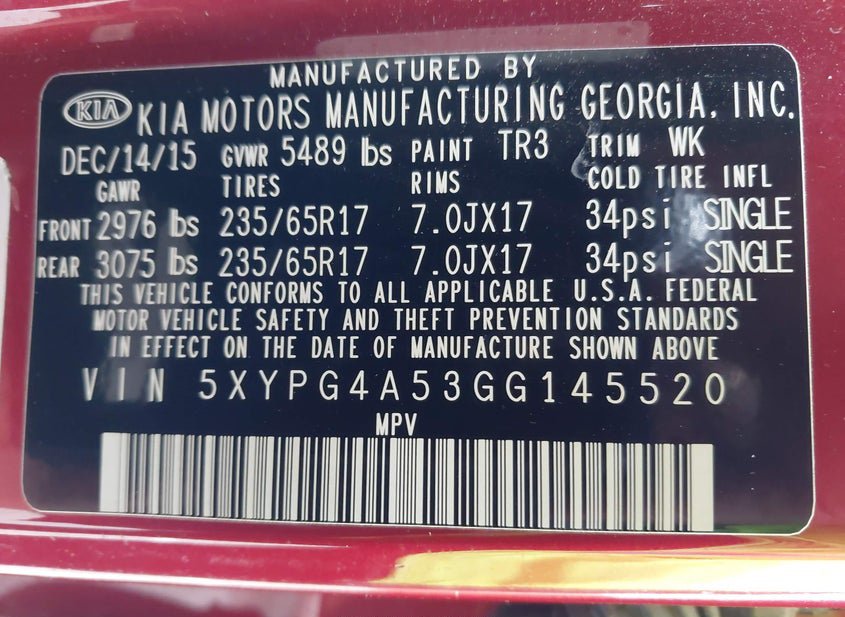 MANUFACTURED BY
KIA KIA MOTORS MANUFACTURING GEORGIA, INC.
DEC/14/15 GVWR 5489 lbs PAINT TR3 TRIM WK
GAWR TIRES RIMS COLD TIRE INFL
FRONT 2976 lbs 235/65R17 7.0JX17 34psi SINGLE
REAR 3075 lbs 235/65R17 7.0JX17 34psi SINGLE
THIS VEHICLE CONFORMS TO ALL APPLICABLE U.S.A. FEDERAL
MOTOR VEHICLE SAFETY AND THEFT PREVENTION STANDARDS
IN EFFECT ON THE DATE OF MANUFACTURE SHOWN ABOVE
VIN 5XYPG4A53GG145520
MPV